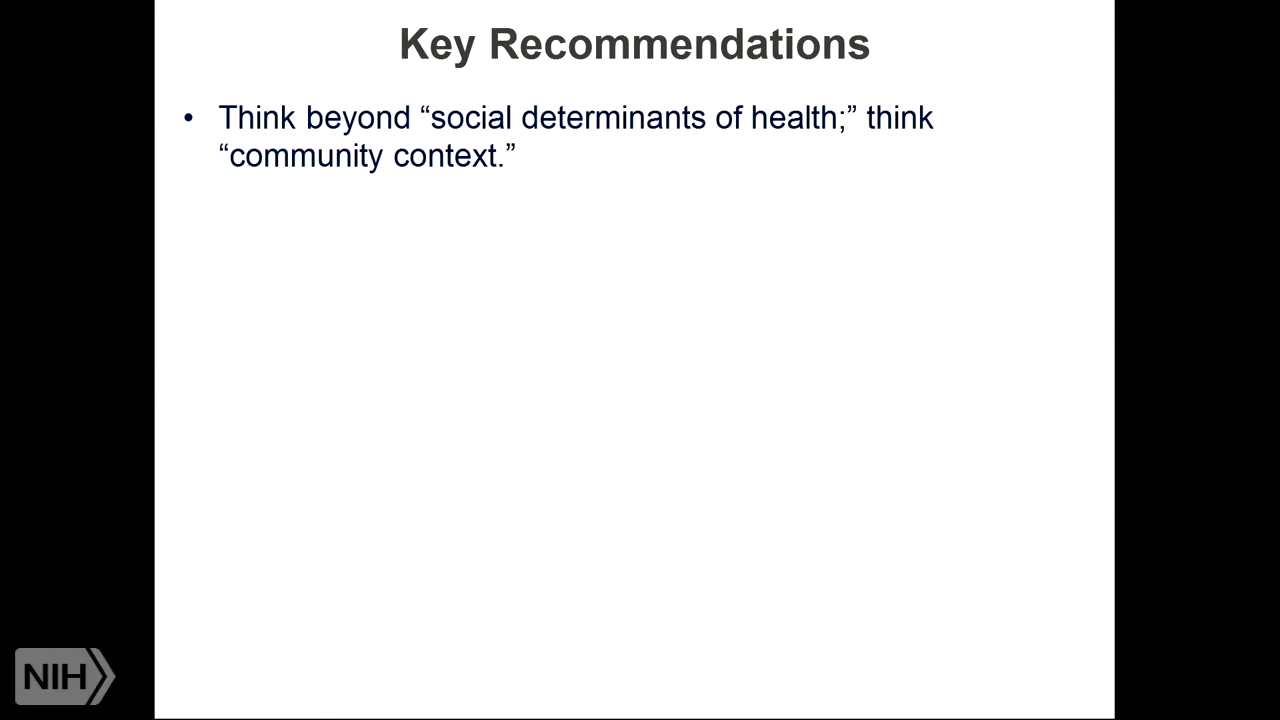 Key Recommendations
• Think beyond “social determinants of health;” think
“community context.”
NIH